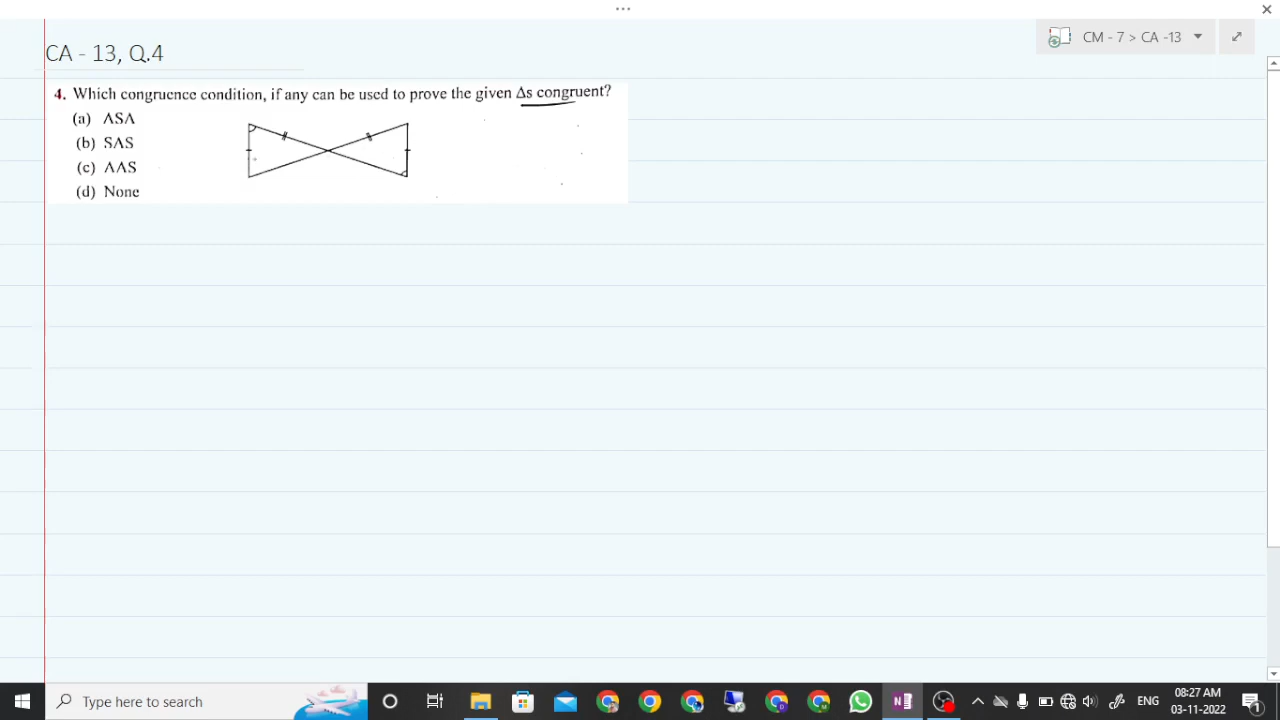 CM - 7 > CA -13
CA - 13, Q.4
4. Which congruence condition, if any can be used to prove the given Δs congruent?
(a) ASA
(b) SAS
(c) AAS
(d) None
Type here to search
ENG
08:27 AM
03-11-2022
1